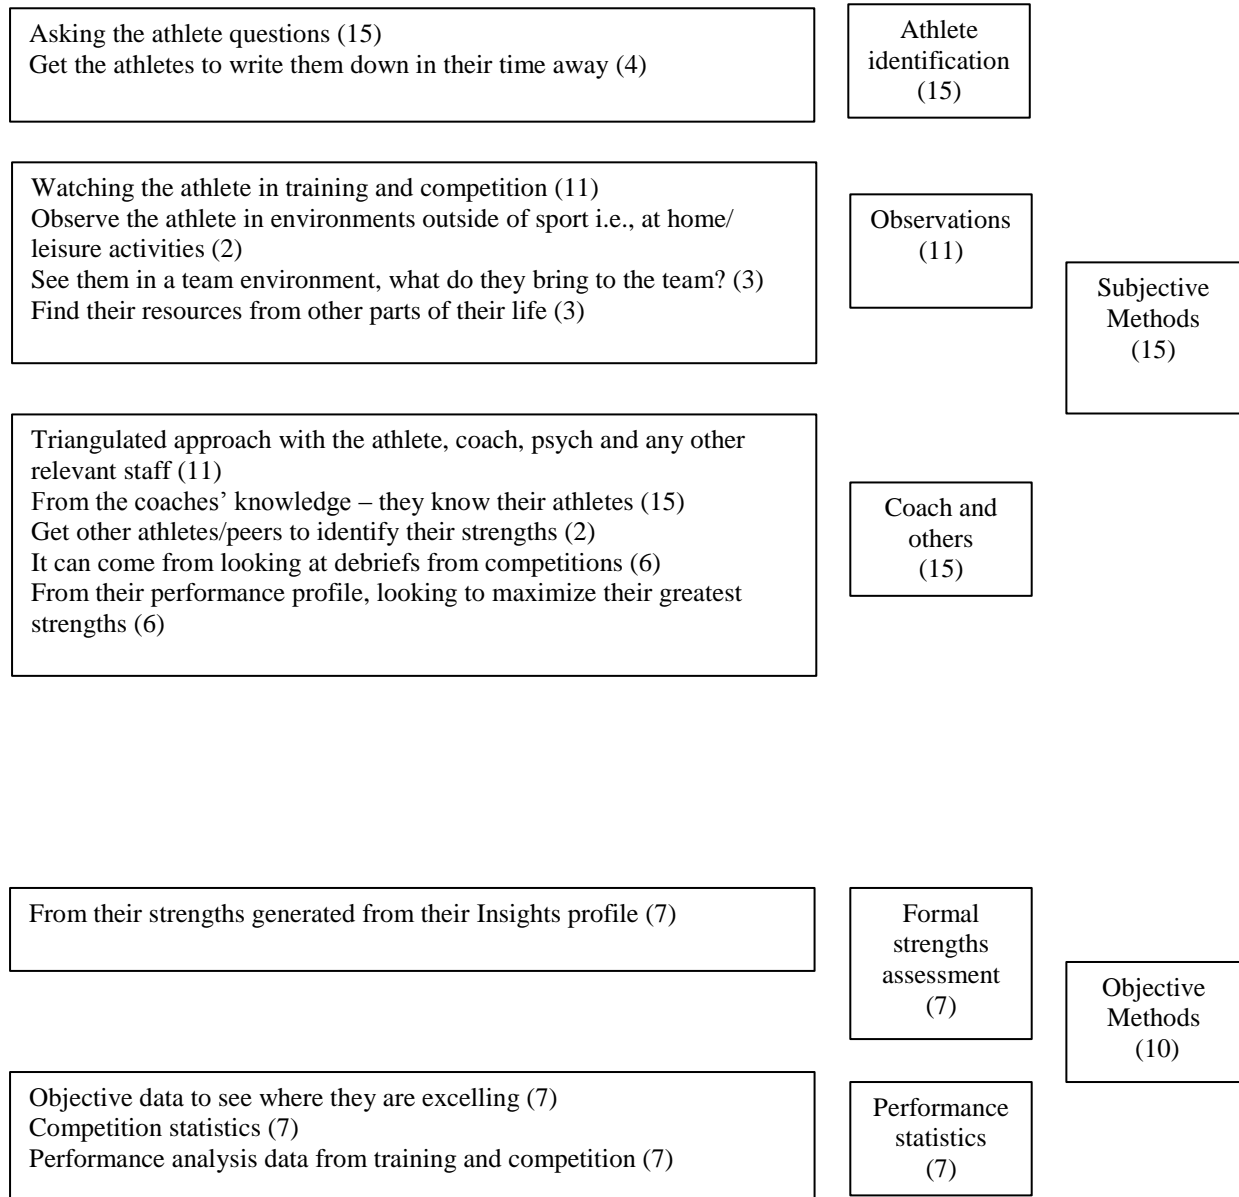 Asking the athlete questions (15)
Get the athletes to write them down in their time away (4)
Athlete
identification
(15)
Watching the athlete in training and competition (11)
Observe the athlete in environments outside of sport i.e., at home/
leisure activities (2)
See them in a team environment, what do they bring to the team? (3)
Find their resources from other parts of their life (3)
Observations
(11)
Subjective
Methods
(15)
Triangulated approach with the athlete, coach, psych and any other
relevant staff (11)
From the coaches’ knowledge – they know their athletes (15)
Get other athletes/peers to identify their strengths (2)
It can come from looking at debriefs from competitions (6)
From their performance profile, looking to maximize their greatest
strengths (6)
Coach and
others
(15)
From their strengths generated from their Insights profile (7)
Formal
strengths
assessment
(7)
Objective
Methods
(10)
Objective data to see where they are excelling (7)
Competition statistics (7)
Performance analysis data from training and competition (7)
Performance
statistics
(7)